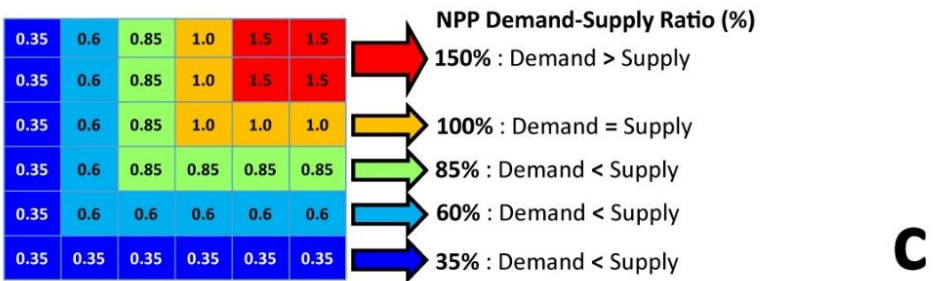 NPP Demand-Supply Ratio (%)
0.35 0.6 0.85 1.0 1.5 1.5
150% : Demand > Supply
0.35 0.6 0.85 1.0 1.5 1.5
0.35 0.6 0.85 1.0 1.0 1.0
100% : Demand = Supply
0.35 0.6 0.85 0.85 0.85 0.85
85% : Demand < Supply
0.35 0.6 0.6 0.6 0.6 0.6
60% : Demand < Supply
0.35 0.35 0.35 0.35 0.35 0.35
35% : Demand < Supply
C